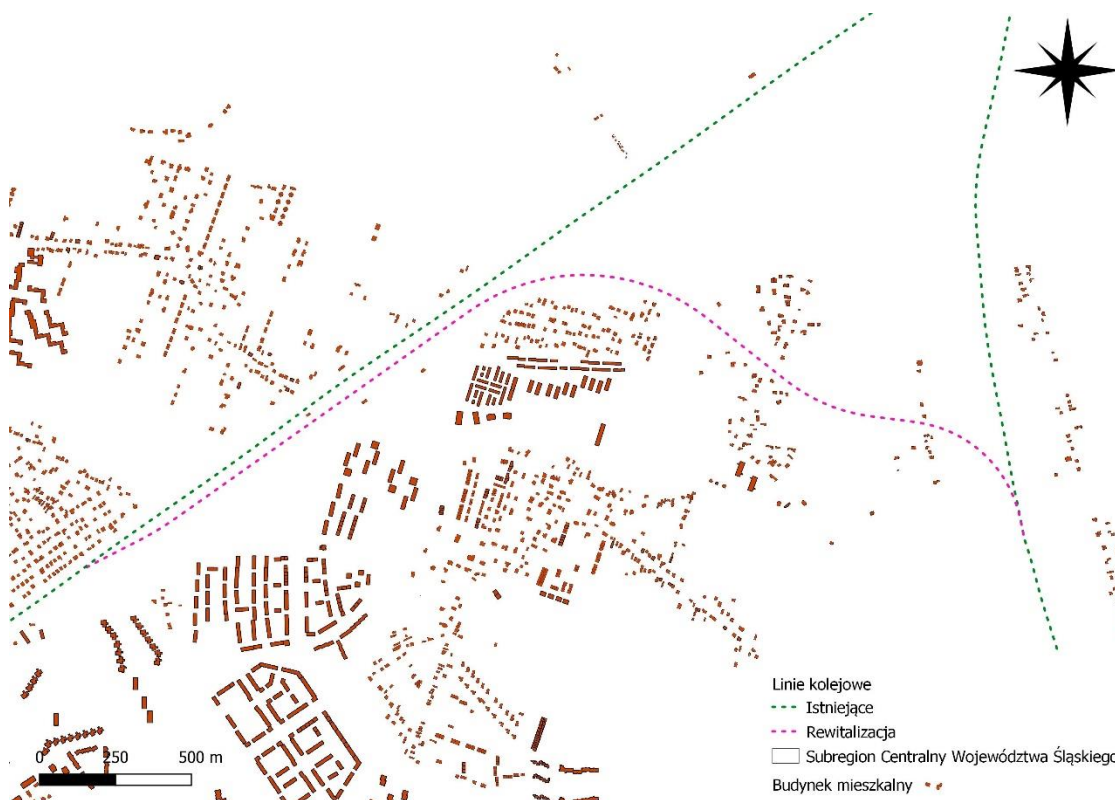 Linie kolejowe
Istniejące
Rewitalizacja
Subregion Centralny Województwa Śląskiego
Budynek mieszkalny
0 250 500 m